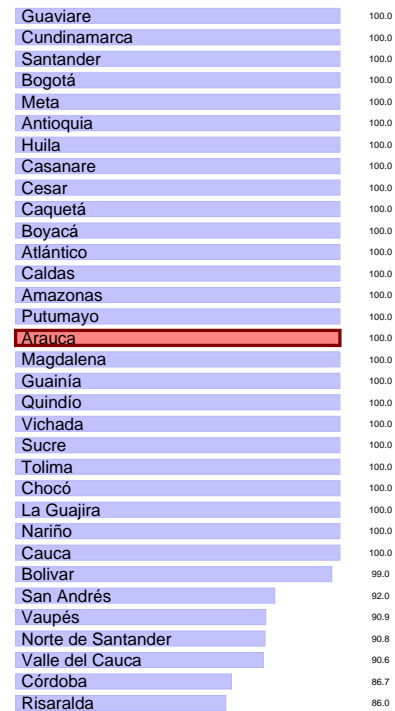 Guaviare 100.0
Cundinamarca 100.0
Santander 100.0
Bogotá 100.0
Meta 100.0
Antioquia 100.0
Huila 100.0
Casanare 100.0
Cesar 100.0
Caquetá 100.0
Boyacá 100.0
Atlántico 100.0
Caldas 100.0
Amazonas 100.0
Putumayo 100.0
Arauca 100.0
Magdalena 100.0
Guainía 100.0
Quindío 100.0
Vichada 100.0
Sucre 100.0
Tolima 100.0
Chocó 100.0
La Guajira 100.0
Nariño 100.0
Cauca 100.0
Bolivar 99.0
San Andrés 92.0
Vaupés 90.9
Norte de Santander 90.8
Valle del Cauca 90.6
Córdoba 86.7
Risaralda 86.0